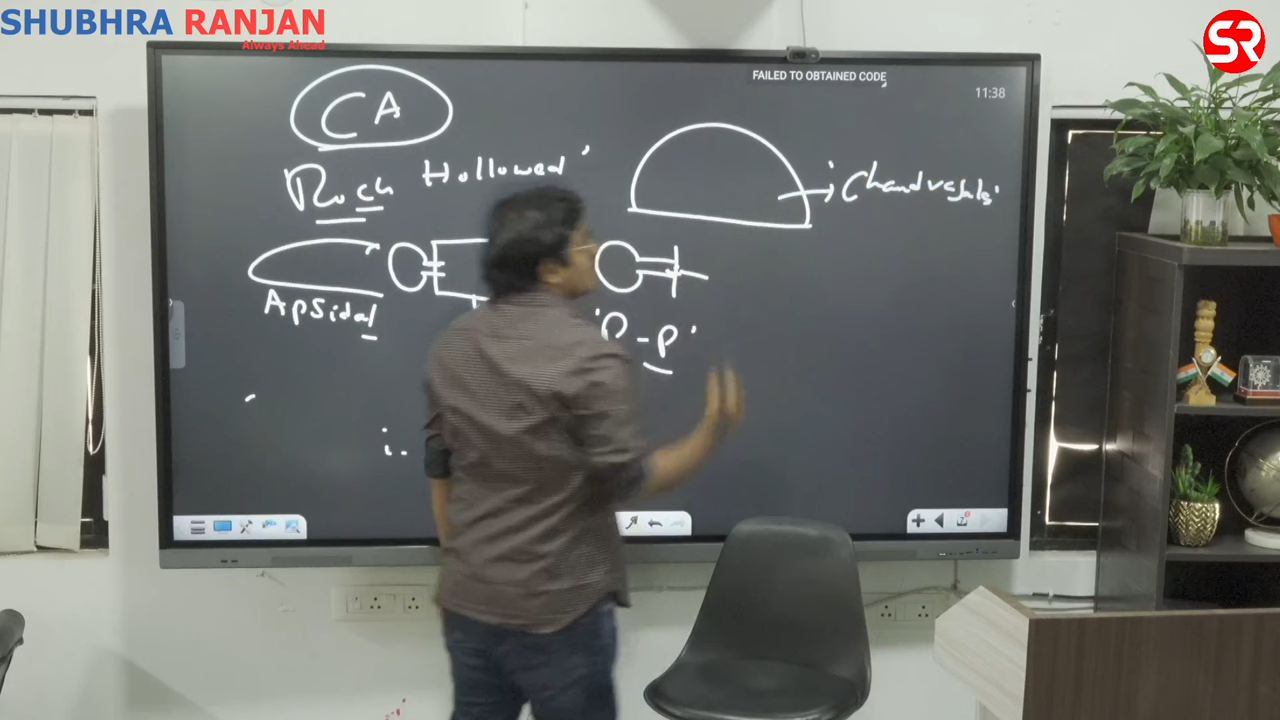 SHUBHRA RANJAN
Always Ahead
SR
FAILED TO OBTAINED CODE
11:38
CA
Rock Hollowed'
'Chandrashala'
Apsidal
'P-P'
i.